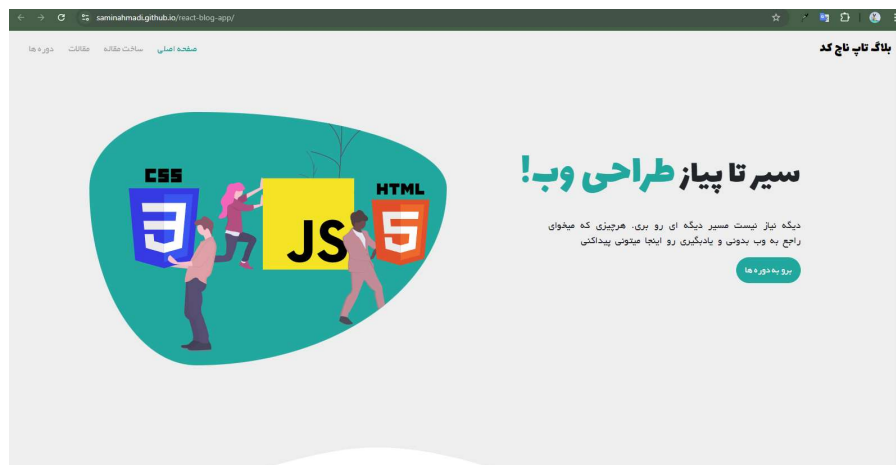 saminahmadi.github.io/react-blog-app/
بلاگ تاپ ناچ کد
صفحه اصلی ساخت مقاله مقالات دوره ها
سیر تا پیاز طراحی وب!
دیگه نیاز نیست مسیر دیگه ای رو بری. هرچیزی که میخوای
راجع به وب بدونی و یادبگیری رو اینجا میتونی پیداکنی
برو به دوره ها
CSS
HTML
JS